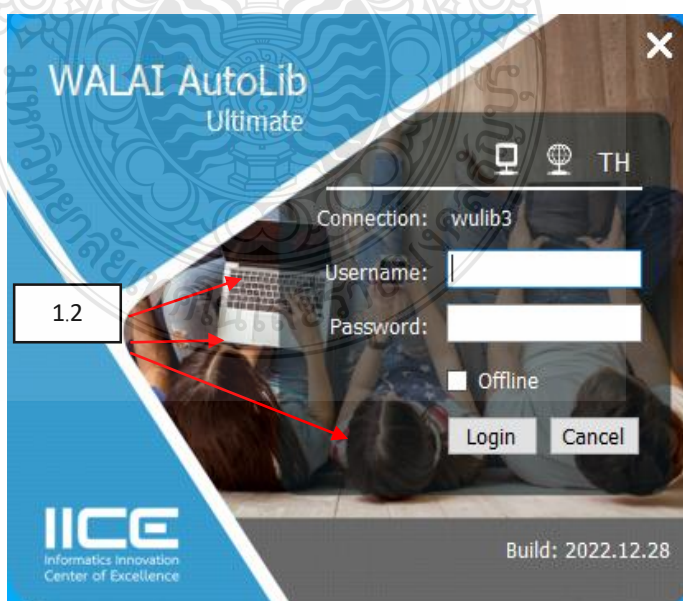 WALAI AutoLib
Ultimate
TH
Connection: wulib3
Username:
1.2
Password:
Offline
Login Cancel
IICE
Informatics Innovation
Center of Excellence
Build: 2022.12.28